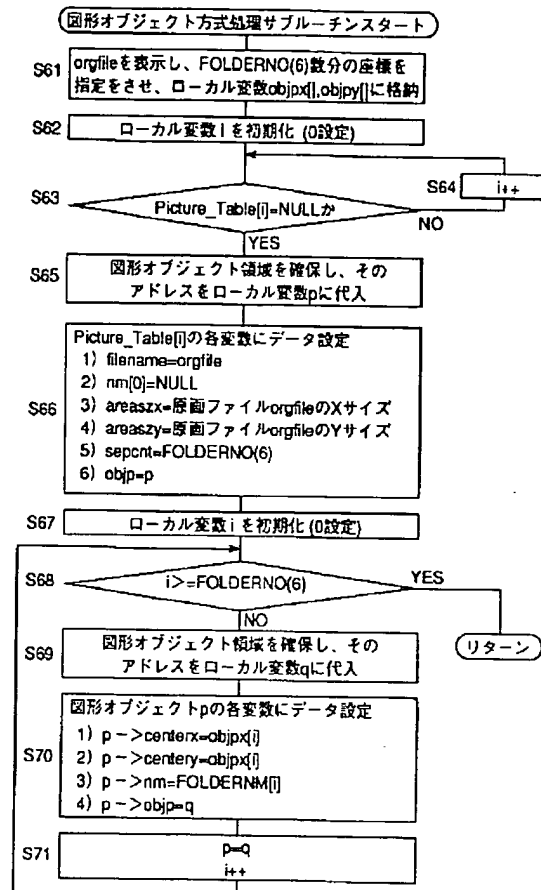 図形オブジェクト方式処理サブルーチンスタート
S61
orgfileを表示し、FOLDERNO(6)数分の座標を
指定をさせ、ローカル変数objpx[],objpy[]に格納
S62
ローカル変数iを初期化 (0設定)
S63
Picture_Table[i]=NULLか
S64
i++
NO
YES
S65
図形オブジェクト領域を確保し、その
アドレスをローカル変数pに代入
S66
Picture_Table[i]の各変数にデータ設定
1) filename=orgfile
2) nm[0]=NULL
3) areaszx=原画ファイルorgfileのXサイズ
4) areaszy=原画ファイルorgfileのYサイズ
5) sepcnt=FOLDERNO(6)
6) objp=p
S67
ローカル変数 i を初期化 (0設定)
S68
i>=FOLDERNO(6)
YES
NO
リターン
S69
図形オブジェクト領域を確保し、その
アドレスをローカル変数qに代入
S70
図形オブジェクトpの各変数にデータ設定
1) p－＞centerx=objpx[i]
2) p－＞centery=objpx[i]
3) p－＞nm=FOLDERNM[i]
4) p－＞objp=q
S71
p=q
i++